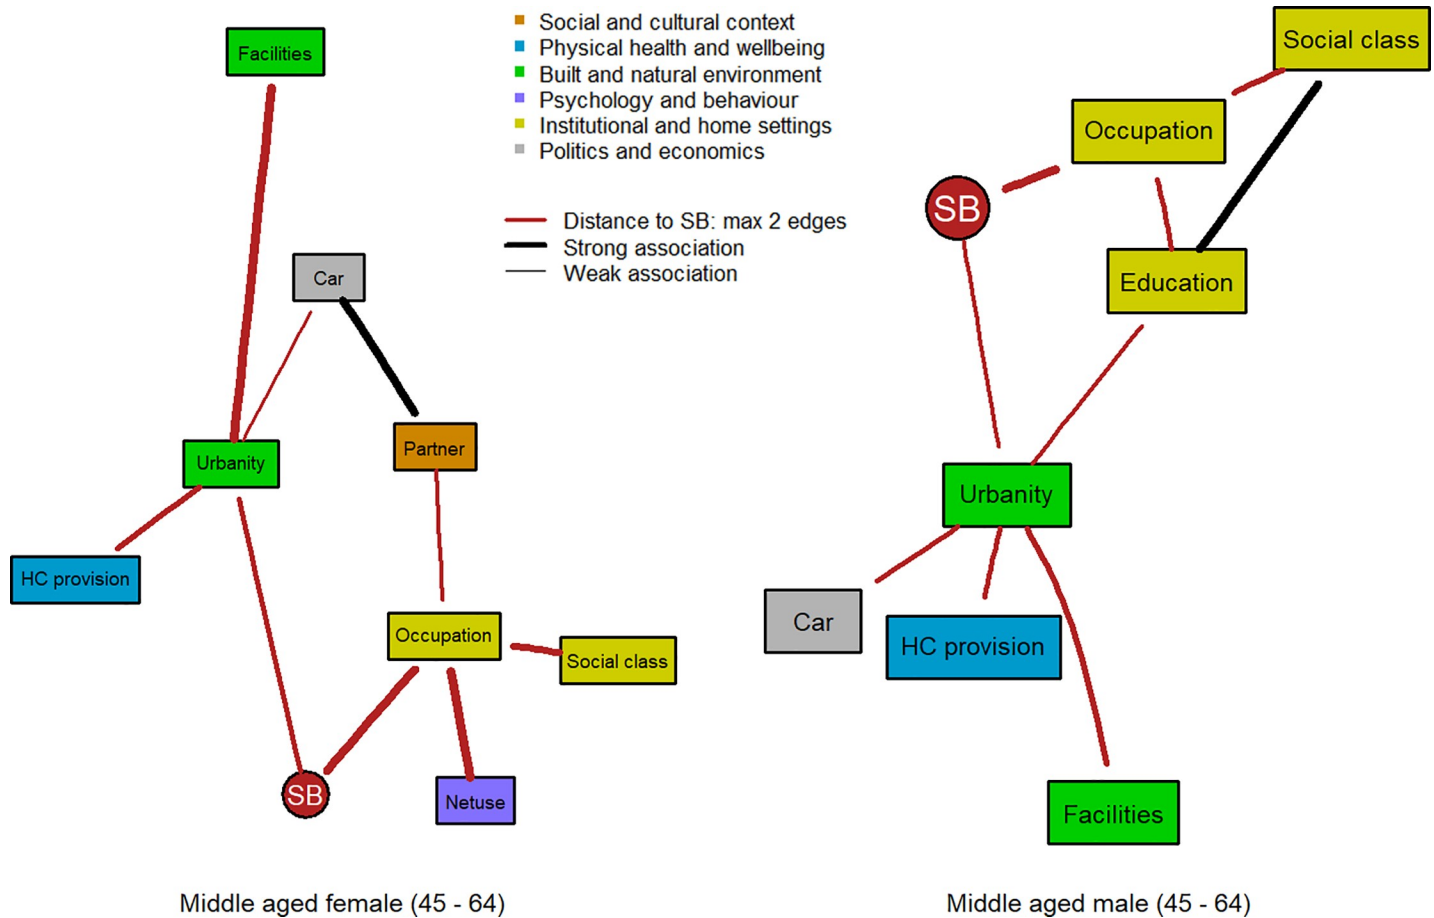 Facilities
Car
Urbanity
Partner
HC provision
Occupation
Social class
SB
Netuse
Middle aged female (45 - 64)
Social and cultural context
Physical health and wellbeing
Built and natural environment
Psychology and behaviour
Institutional and home settings
Politics and economics
Distance to SB: max 2 edges
Strong association
Weak association
Social class
Occupation
SB
Education
Urbanity
Car
HC provision
Facilities
Middle aged male (45 - 64)